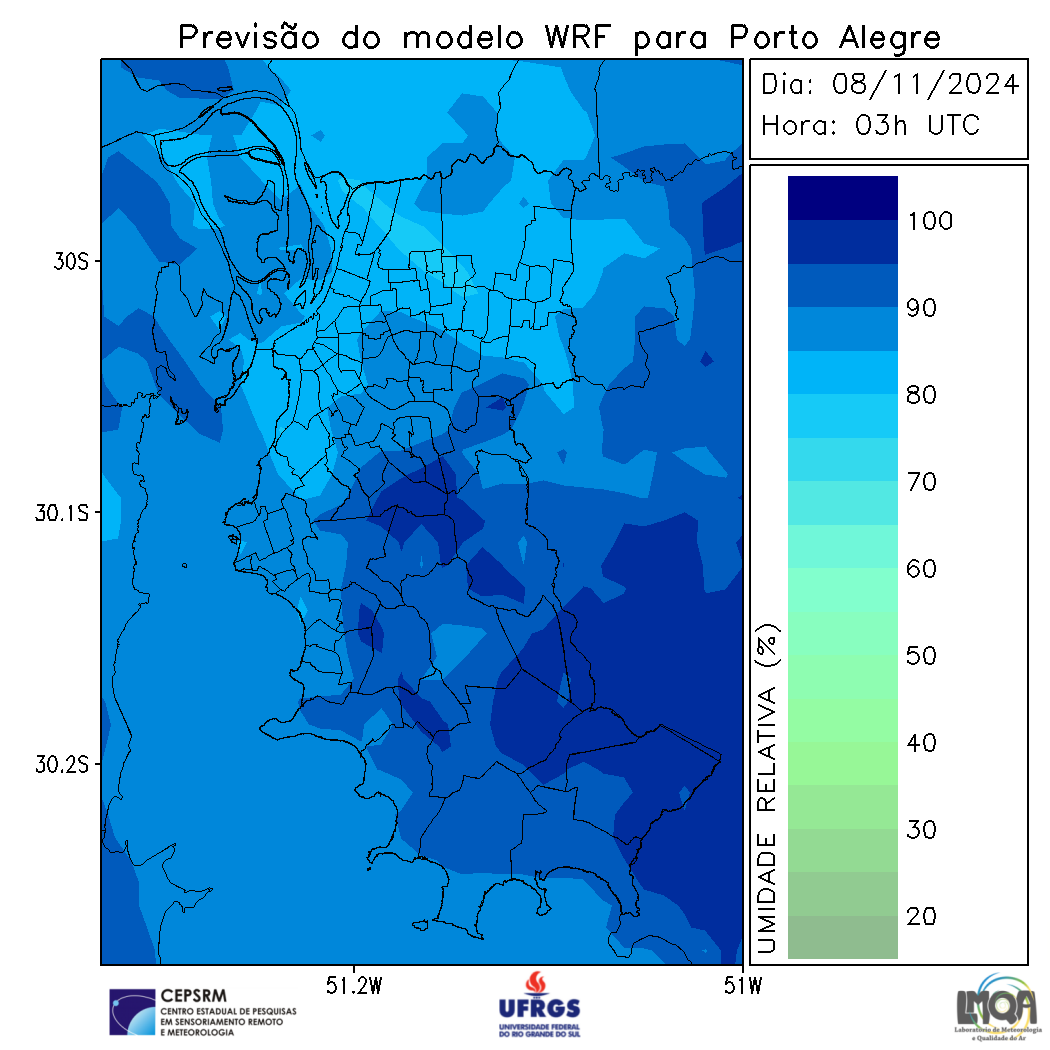 Previsão do modelo WRF para Porto Alegre
Dia: 08/11/2024
Hora: 03h UTC
30S
30.1S
30.2S
51.2W
51W
UMIDADE RELATIVA (%)
100
90
80
70
60
50
40
30
20
CEPSRM
CENTRO ESTADUAL DE PESQUISAS
EM SENSORIAMENTO REMOTO
E METEOROLOGIA
UFRGS
UNIVERSIDADE FEDERAL
DO RIO GRANDE DO SUL
LMQA
Laboratório de Meteorologia
e Qualidade do Ar